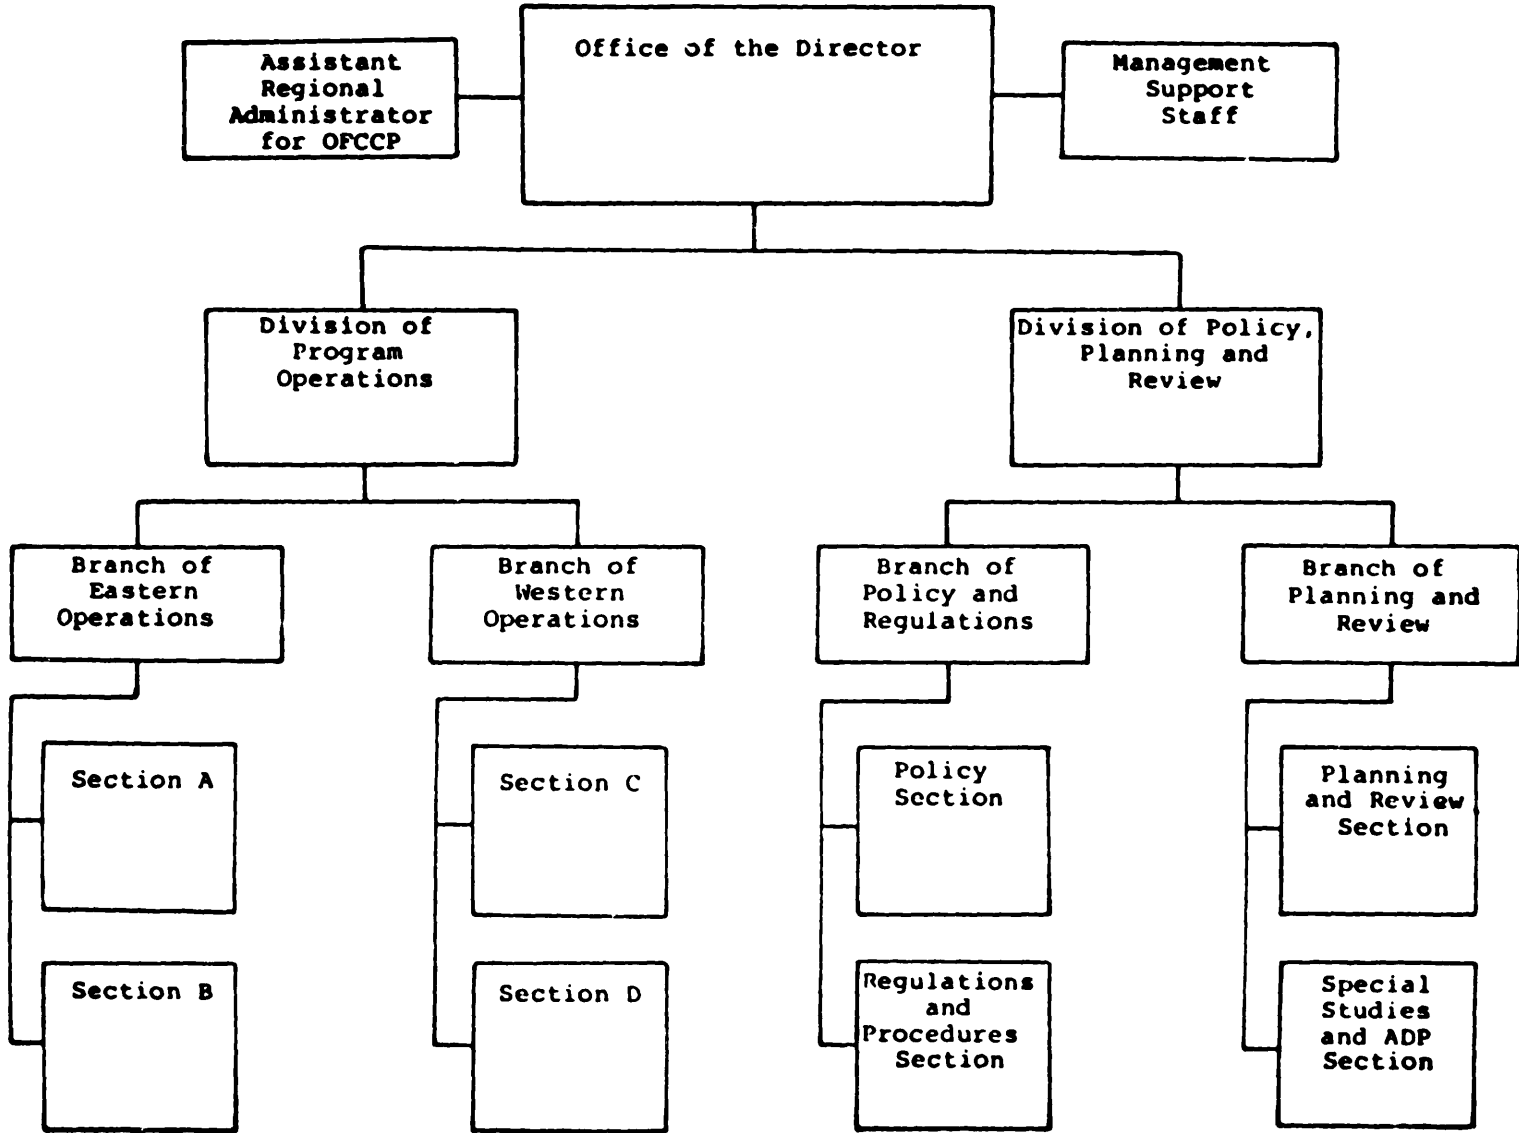 Office of the Director
Assistant
Regional
Administrator
for OFCCP
Management
Support
Staff
Division of
Program
Operations
Division of Policy,
Planning and
Review
Branch of
Eastern
Operations
Branch of
Western
Operations
Branch of
Policy and
Regulations
Branch of
Planning and
Review
Section A
Section C
Policy
Section
Planning
and Review
Section
Section B
Section D
Regulations
and
Procedures
Section
Special
Studies
and ADP
Section